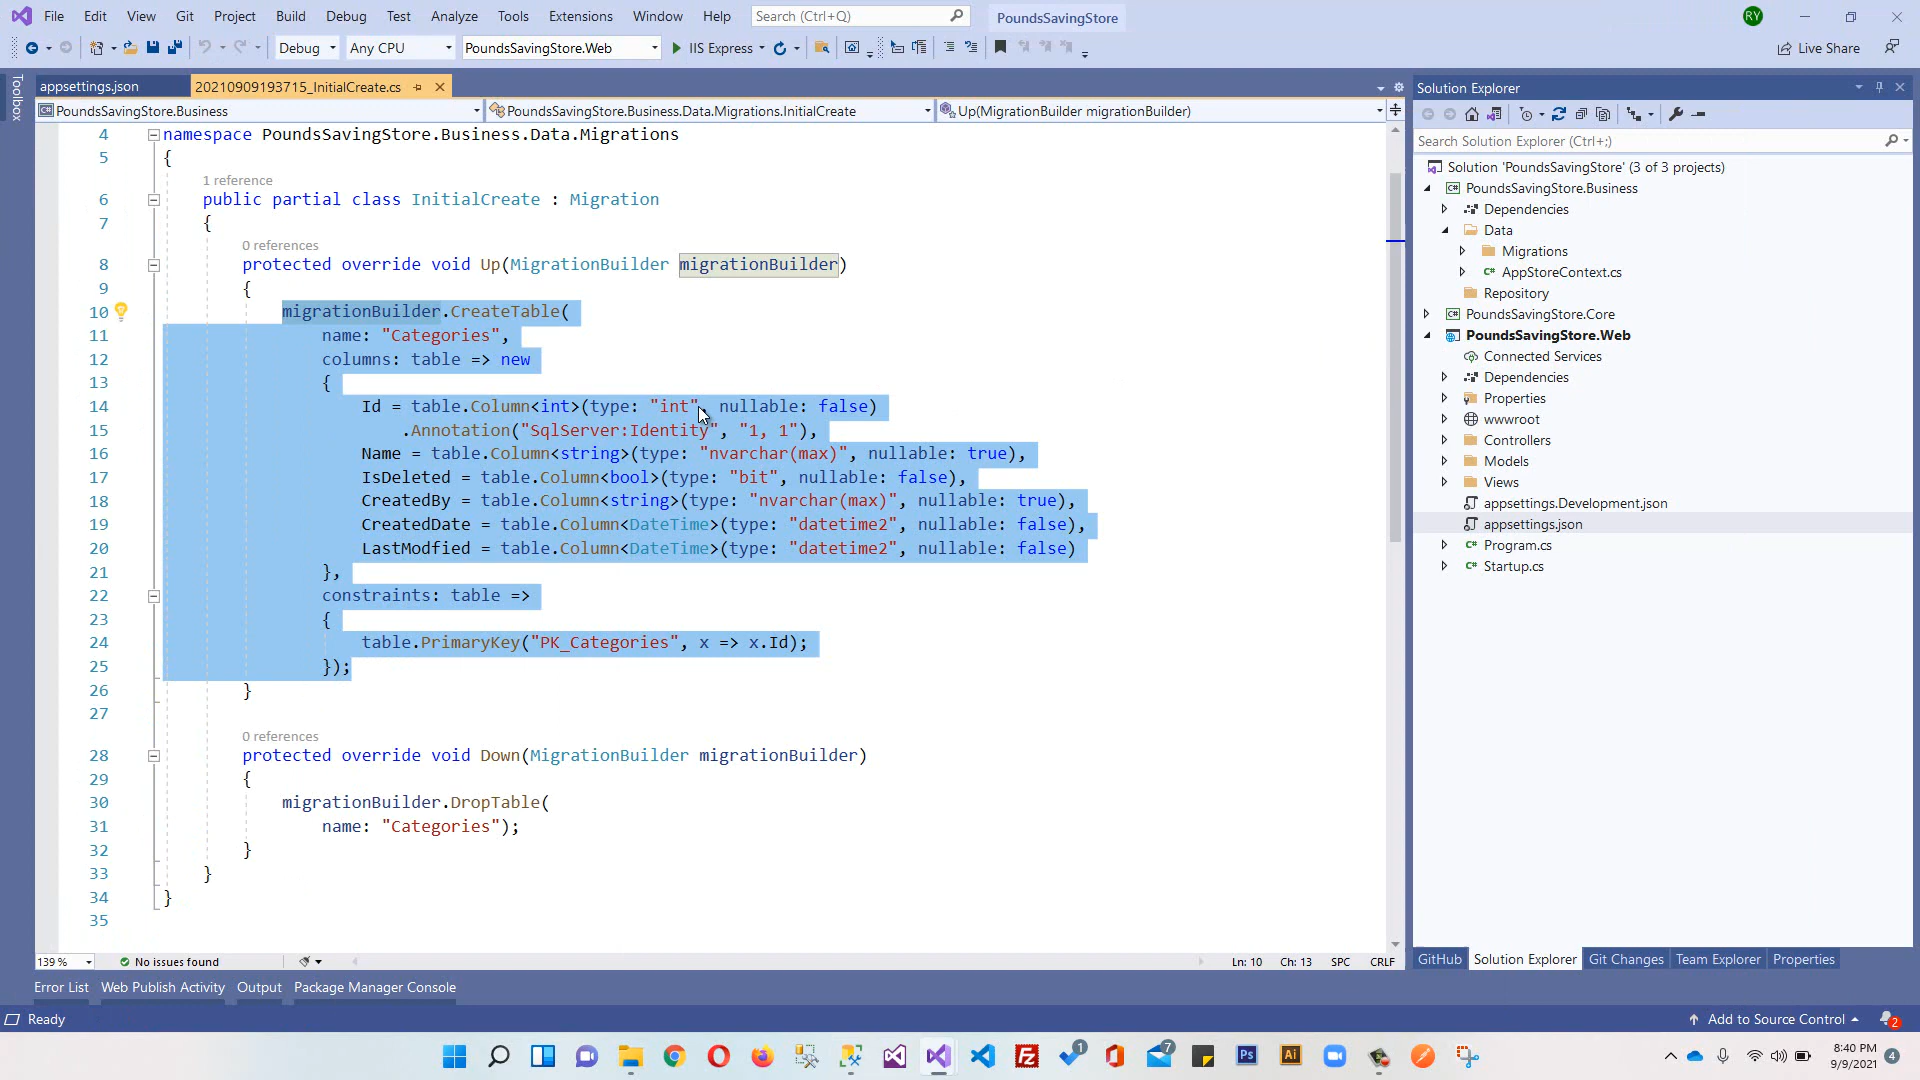 File Edit View Git Project Build Debug Test Analyze Tools Extensions Window Help Search (Ctrl+Q) PoundsSavingStore RY
Debug Any CPU PoundsSavingStore.Web IIS Express Live Share
Toolbox
appsettings.json 20210909193715_InitialCreate.cs
PoundsSavingStore.Business PoundsSavingStore.Business.Data.Migrations.InitialCreate Up(MigrationBuilder migrationBuilder)
4 namespace PoundsSavingStore.Business.Data.Migrations
5 {
1 reference
6 public partial class InitialCreate : Migration
7 {
0 references
8 protected override void Up(MigrationBuilder migrationBuilder)
9 {
10 migrationBuilder.CreateTable(
11 name: "Categories",
12 columns: table => new
13 {
14 Id = table.Column<int>(type: "int", nullable: false)
15 .Annotation("SqlServer:Identity", "1, 1"),
16 Name = table.Column<string>(type: "nvarchar(max)", nullable: true),
17 IsDeleted = table.Column<bool>(type: "bit", nullable: false),
18 CreatedBy = table.Column<string>(type: "nvarchar(max)", nullable: true),
19 CreatedDate = table.Column<DateTime>(type: "datetime2", nullable: false),
20 LastModfied = table.Column<DateTime>(type: "datetime2", nullable: false)
21 },
22 constraints: table =>
23 {
24 table.PrimaryKey("PK_Categories", x => x.Id);
25 });
26 }
27
0 references
28 protected override void Down(MigrationBuilder migrationBuilder)
29 {
30 migrationBuilder.DropTable(
31 name: "Categories");
32 }
33 }
34 }
35
139 % No issues found Ln: 10 Ch: 13 SPC CRLF
Solution Explorer
Search Solution Explorer (Ctrl+;)
Solution 'PoundsSavingStore' (3 of 3 projects)
PoundsSavingStore.Business
Dependencies
Data
Migrations
C# AppStoreContext.cs
Repository
PoundsSavingStore.Core
PoundsSavingStore.Web
Connected Services
Dependencies
Properties
wwwroot
Controllers
Models
Views
appsettings.Development.json
appsettings.json
C# Program.cs
C# Startup.cs
GitHub Solution Explorer Git Changes Team Explorer Properties
Error List Web Publish Activity Output Package Manager Console
Ready Add to Source Control 2
Fz 1 7 Ps Ai
8:40 PM
9/9/2021 4